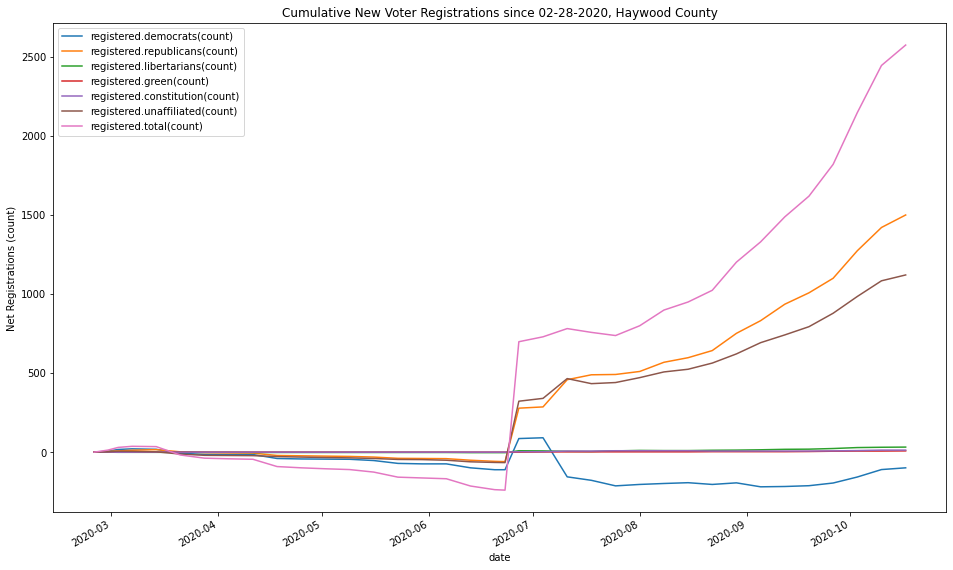 Cumulative New Voter Registrations since 02-28-2020, Haywood County
registered.democrats(count)
registered.republicans(count)
registered.libertarians(count)
registered.green(count)
registered.constitution(count)
registered.unaffiliated(count)
registered.total(count)
Net Registrations (count)
2500
2000
1500
1000
500
0
2020-03
2020-04
2020-05
2020-06
2020-07
2020-08
2020-09
2020-10
date